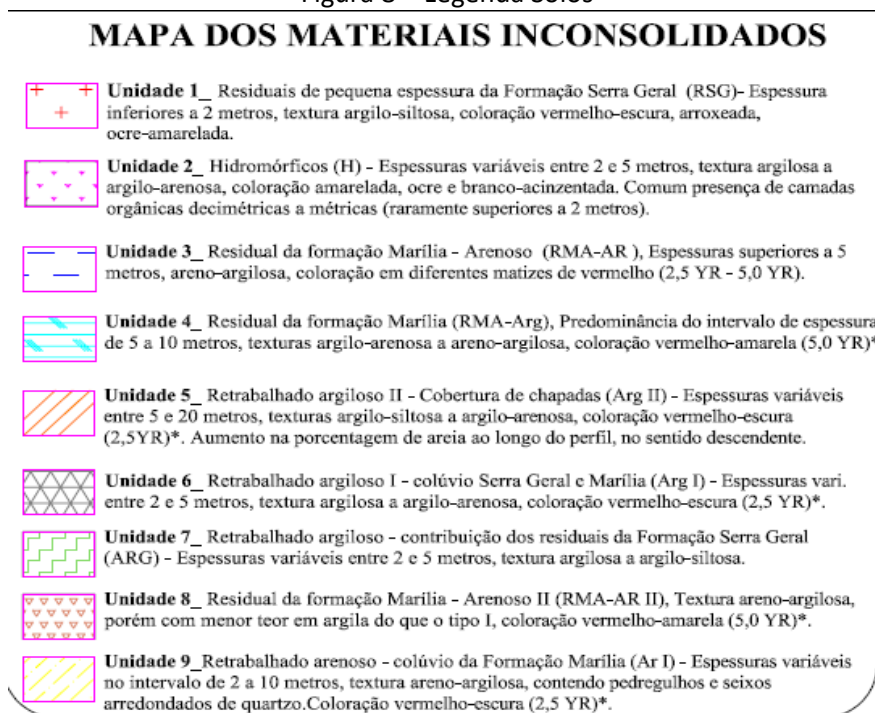 Figura 8 – Legenda Solos
MAPA DOS MATERIAIS INCONSOLIDADOS
Unidade 1_ Residuais de pequena espessura da Formação Serra Geral (RSG)- Espessura
inferiores a 2 metros, textura argilo-siltosa, coloração vermelho-escura, arroxeada,
ocre-amarelada.
Unidade 2_ Hidromórficos (H) - Espessuras variáveis entre 2 e 5 metros, textura argilosa a
argilo-arenosa, coloração amarelada, ocre e branco-acinzentada. Comum presença de camadas
orgânicas decimétricas a métricas (raramente superiores a 2 metros).
Unidade 3_ Residual da formação Marília - Arenoso (RMA-AR ), Espessuras superiores a 5
metros, areno-argilosa, coloração em diferentes matizes de vermelho (2,5 YR - 5,0 YR).
Unidade 4_ Residual da formação Marília (RMA-Arg), Predominância do intervalo de espessura
de 5 a 10 metros, texturas argilo-arenosa a areno-argilosa, coloração vermelho-amarela (5,0 YR)*
Unidade 5_ Retrabalhado argiloso II - Cobertura de chapadas (Arg II) - Espessuras variáveis
entre 5 e 20 metros, texturas argilo-siltosa a argilo-arenosa, coloração vermelho-escura
(2,5YR)*. Aumento na porcentagem de areia ao longo do perfil, no sentido descendente.
Unidade 6_ Retrabalhado argiloso I - colúvio Serra Geral e Marília (Arg I) - Espessuras vari.
entre 2 e 5 metros, textura argilosa a argilo-arenosa, coloração vermelho-escura (2,5 YR)*.
Unidade 7_ Retrabalhado argiloso - contribuição dos residuais da Formação Serra Geral
(ARG) - Espessuras variáveis entre 2 e 5 metros, textura argilosa a argilo-siltosa.
Unidade 8_ Residual da formação Marília - Arenoso II (RMA-AR II), Textura areno-argilosa,
porém com menor teor em argila do que o tipo I, coloração vermelho-amarela (5,0 YR)*.
Unidade 9_Retrabalhado arenoso - colúvio da Formação Marília (Ar I) - Espessuras variáveis
no intervalo de 2 a 10 metros, textura areno-argilosa, contendo pedregulhos e seixos
arredondados de quartzo.Coloração vermelho-escura (2,5 YR)*.